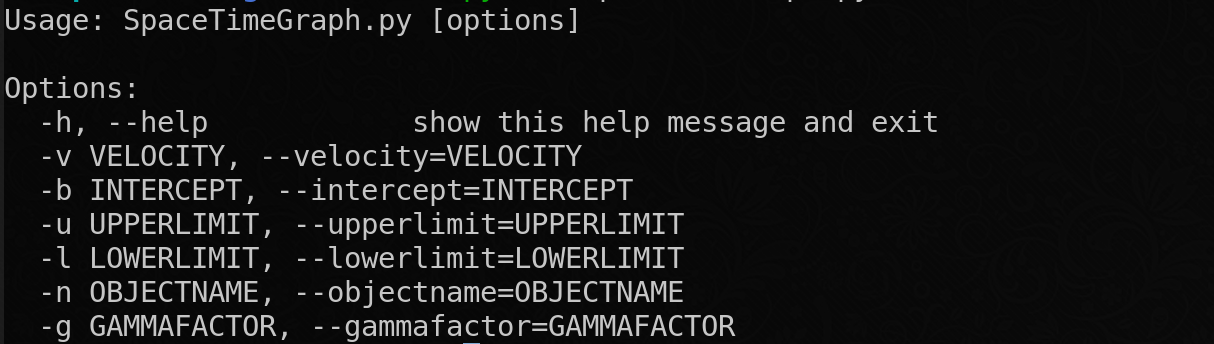 Usage: SpaceTimeGraph.py [options]

Options:
  -h, --help            show this help message and exit
  -v VELOCITY, --velocity=VELOCITY
  -b INTERCEPT, --intercept=INTERCEPT
  -u UPPERLIMIT, --upperlimit=UPPERLIMIT
  -l LOWERLIMIT, --lowerlimit=LOWERLIMIT
  -n OBJECTNAME, --objectname=OBJECTNAME
  -g GAMMAFACTOR, --gammafactor=GAMMAFACTOR